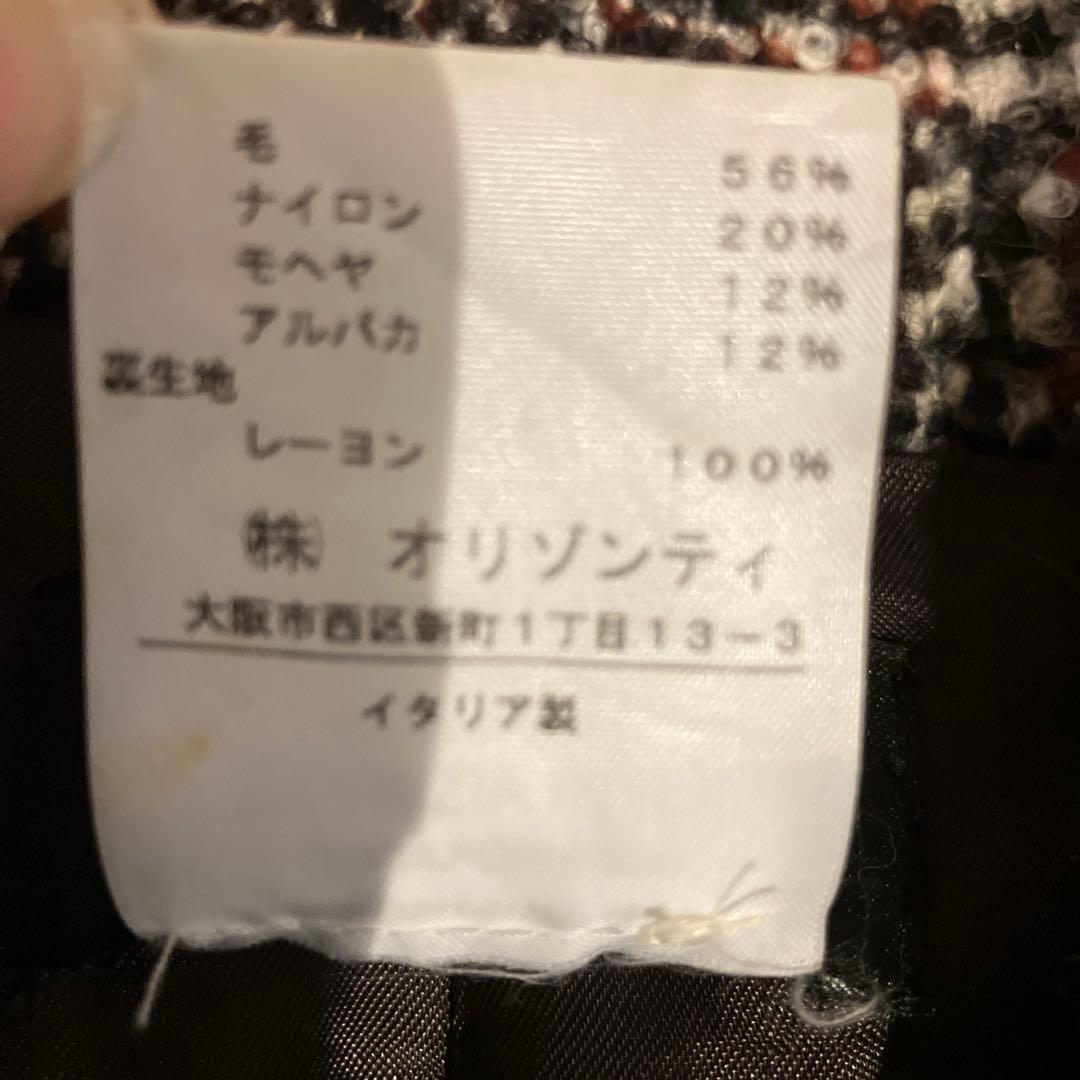 毛 56%
ナイロン 20%
モヘヤ 12%
アルパカ 12%
裏生地
レーヨン 100%
㈱ オリゾンティ
大阪市西区新町1丁目13-3
イタリア製